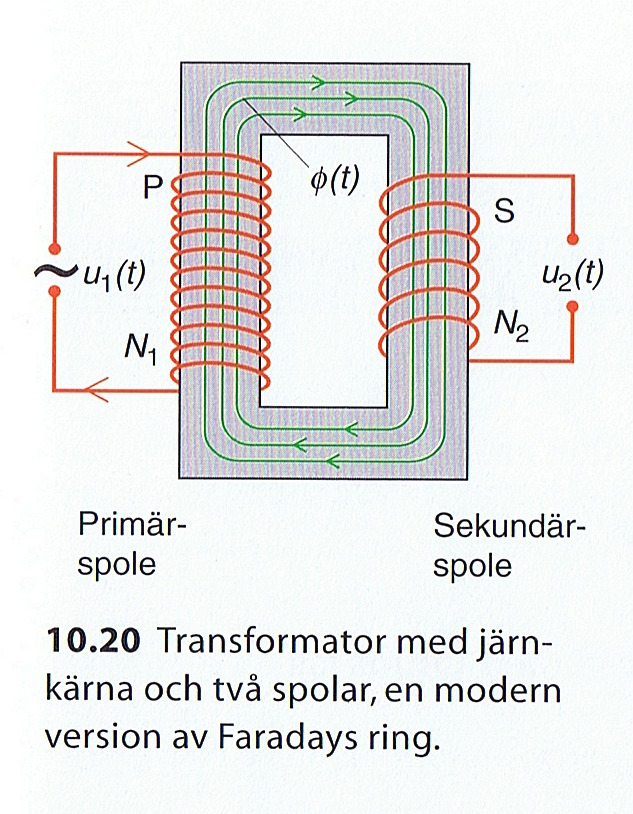 ϕ(t)
P
S
~ u₁(t)
u₂(t)
N₁
N₂
Primär-
spole
Sekundär-
spole
10.20 Transformator med järn-
kärna och två spolar, en modern
version av Faradays ring.